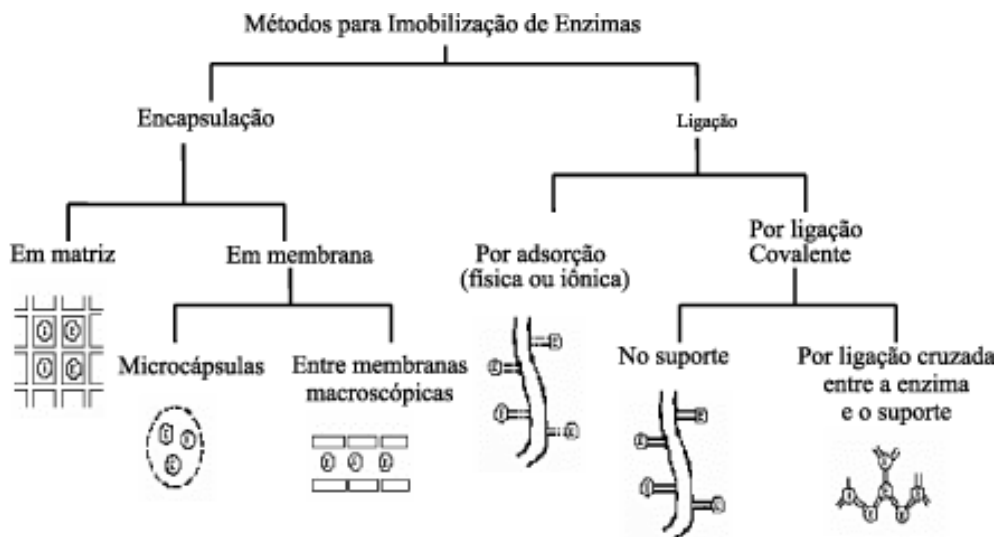 Métodos para Imobilização de Enzimas
Encapsulação
Ligação
Em matriz
Em membrana
Por adsorção
(física ou iônica)
Por ligação
Covalente
Microcápsulas
Entre membranas
macroscópicas
No suporte
Por ligação cruzada
entre a enzima
e o suporte